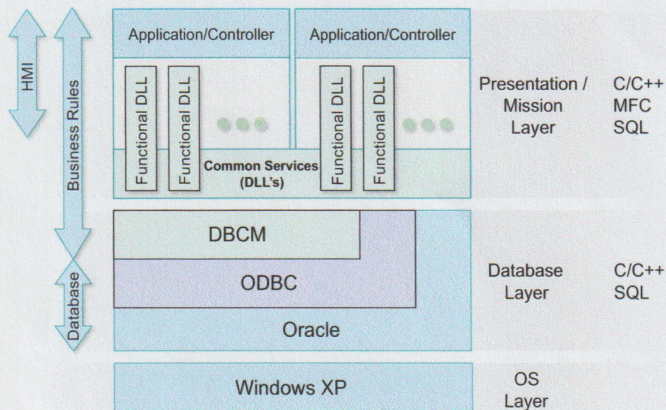 HMI
Business Rules
Database
Application/Controller
Application/Controller
Functional DLL
Functional DLL
Functional DLL
Functional DLL
Common Services
(DLL's)
Presentation /
Mission
Layer
C/C++
MFC
SQL
DBCM
ODBC
Oracle
Database
Layer
C/C++
SQL
Windows XP
OS
Layer